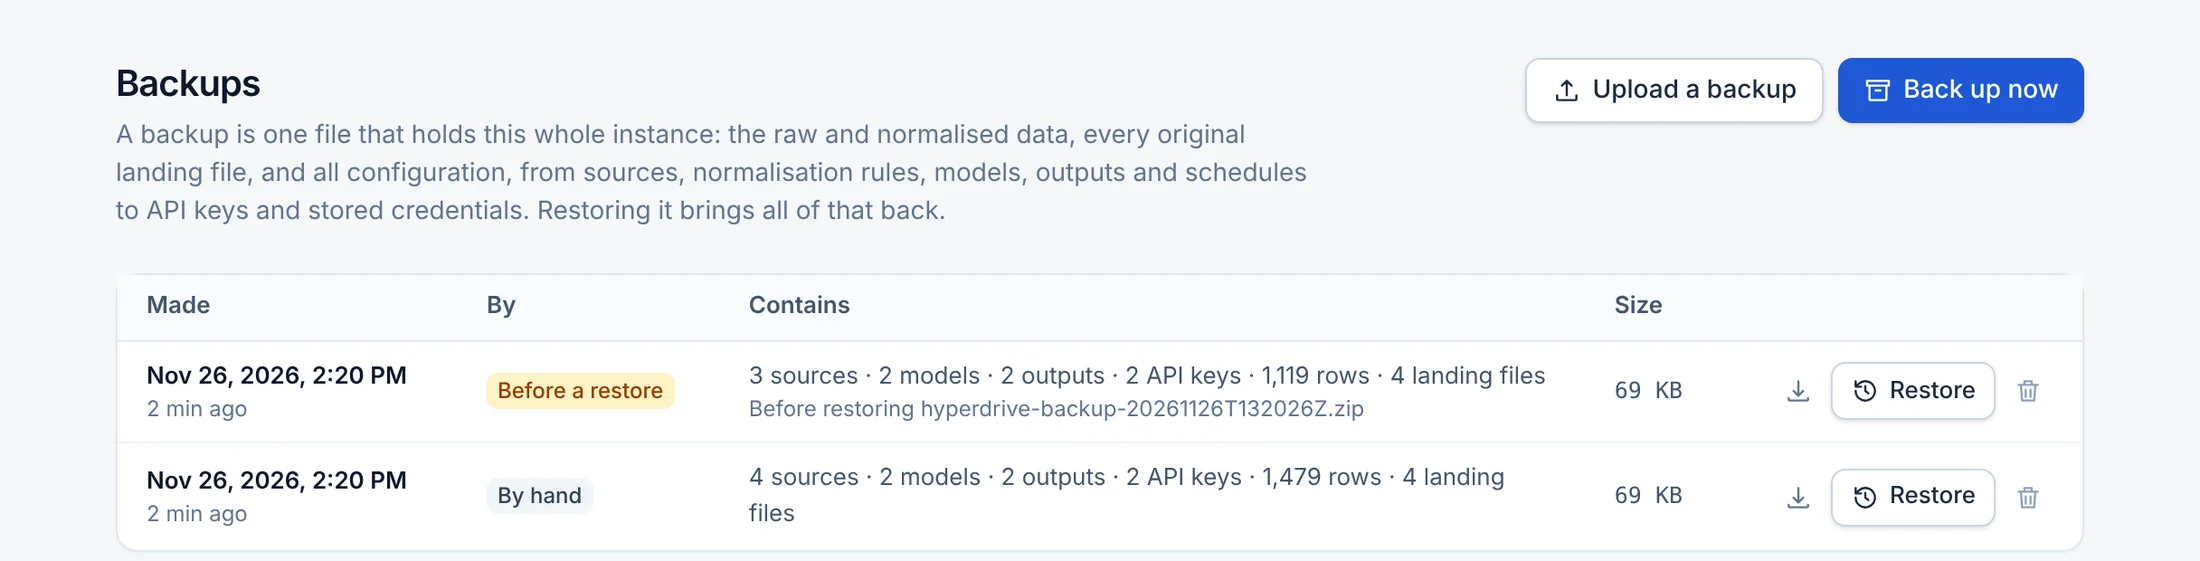 Backups
Upload a backup
Back up now
A backup is one file that holds this whole instance: the raw and normalised data, every original
landing file, and all configuration, from sources, normalisation rules, models, outputs and schedules
to API keys and stored credentials. Restoring it brings all of that back.
Made By Contains Size
Nov 26, 2026, 2:20 PM
2 min ago
Before a restore
3 sources · 2 models · 2 outputs · 2 API keys · 1,119 rows · 4 landing files
Before restoring hyperdrive-backup-20261126T132026Z.zip
69 KB
Restore
Nov 26, 2026, 2:20 PM
2 min ago
By hand
4 sources · 2 models · 2 outputs · 2 API keys · 1,479 rows · 4 landing
files
69 KB
Restore